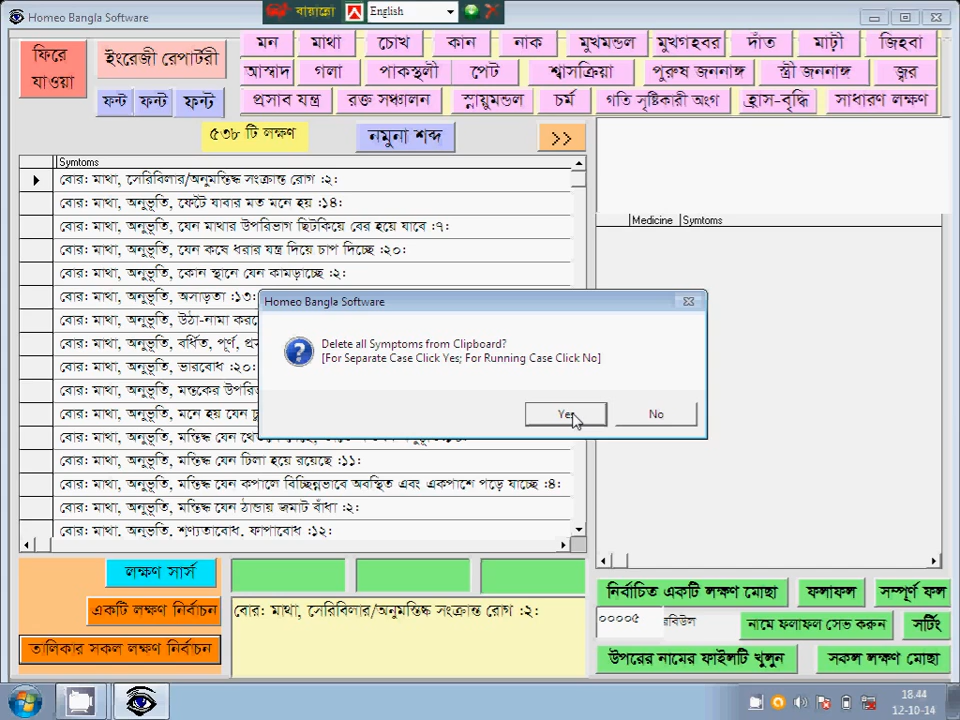 Homeo Bangla Software
বায়ান্নো English
ফিরে যাওয়া
ইংরেজী রেপার্টরী
ফন্ট ফন্ট ফন্ট
মন মাথা চোখ কান নাক মুখমন্ডল মুখগহবর দাঁত মাঢ়ী জিহবা
আস্বাদ গলা পাকস্থলী পেট শ্বাসক্রিয়া পুরুষ জননাঙ্গ স্ত্রী জননাঙ্গ জ্বর
প্রসাব যন্ত্র রক্ত সঞ্চালন স্নায়ুমন্ডল চর্ম গতি সৃষ্টিকারী অংগ হ্রাস-বৃদ্ধি সাধারণ লক্ষণ
৫৩৮ টি লক্ষণ নমুনা শব্দ >>
Symtoms
বোর: মাথা, সেরিবিলার/অনুমস্তিষ্ক সংক্রান্ত রোগ :২:
বোর: মাথা, অনুভূতি, ফেটে যাবার মত মনে হয় :১৪:
বোর: মাথা, অনুভূতি, যেন মাথার উপরিভাগ ছিটকিয়ে বের হয়ে যাবে :৭:
বোর: মাথা, অনুভূতি, যেন কষে ধরার যন্ত্র দিয়ে চাপ দিচ্ছে :২০:
বোর: মাথা, অনুভূতি, কোন স্থানে যেন কামড়াচ্ছে :২:
বোর: মাথা, অনুভূতি, অসাড়তা :১৩:
বোর: মাথা, অনুভূতি, উঠা-নামা
বোর: মাথা, অনুভূতি, বর্ধিত, পূর্ণ,
বোর: মাথা, অনুভূতি, ভারবোধ :২০:
বোর: মাথা, অনুভূতি, মস্তকের
বোর: মাথা, অনুভূতি, মনে হয় যেন
বোর: মাথা, অনুভূতি, মস্তিষ্ক যেন
বোর: মাথা, অনুভূতি, মস্তিষ্ক যেন ঢিলা হয়ে রয়েছে :১১:
বোর: মাথা, অনুভূতি, মস্তিষ্ক যেন কপালে বিচ্ছিন্নভাবে অবস্থিত এবং একপাশে পড়ে যাচ্ছে :৪:
বোর: মাথা, অনুভূতি, মস্তিষ্ক যেন ঠান্ডায় জমাট বাঁধা :২:
বোর: মাথা, অনুভূতি, শূণ্যতাবোধ, ফাপাবোধ :১২:
Medicine Symtoms
Homeo Bangla Software
Delete all Symptoms from Clipboard?
[For Separate Case Click Yes; For Running Case Click No]
Yes No
লক্ষণ সার্স
একটি লক্ষণ নির্বাচন
তালিকার সকল লক্ষণ নির্বাচন
বোর: মাথা, সেরিবিলার/অনুমস্তিষ্ক সংক্রান্ত রোগ :২:
নির্বাচিত একটি লক্ষণ মোছা ফলাফল সম্পূর্ণ ফল
০০০০৫ নামে ফলাফল সেভ করুন সর্টিং
উপরের নামের ফাইলটি খুলুন সকল লক্ষণ মোছা
18.44
12-10-14